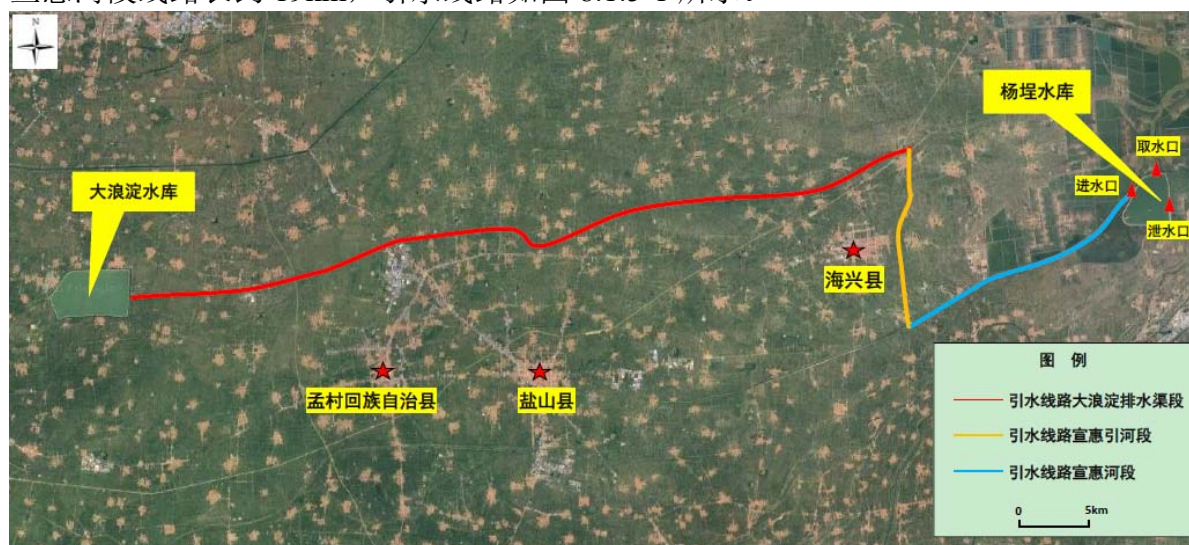 N
杨埕水库
取水口
进水口
泄水口
大浪淀水库
海兴县
孟村回族自治县
盐山县
图 例
引水线路大浪淀排水渠段
引水线路宣惠引河段
引水线路宣惠河段
0 5km